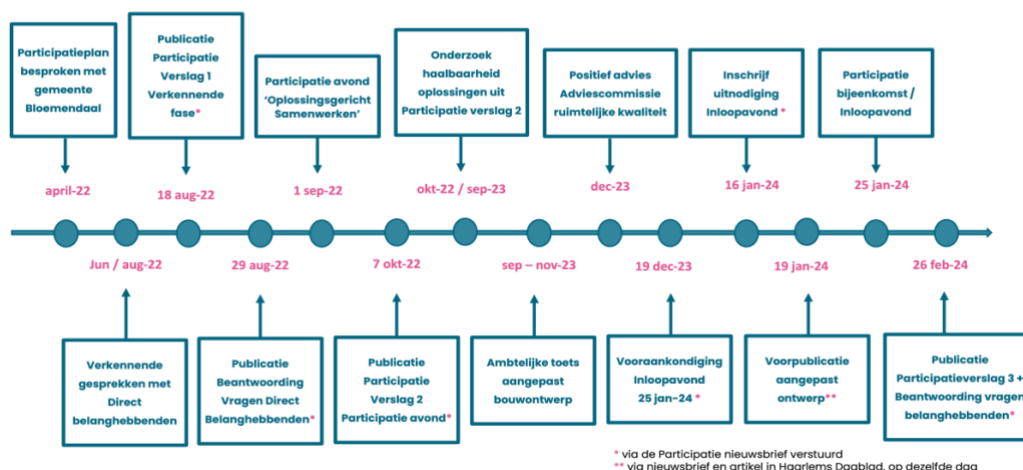 Participatieplan
besproken met
gemeente
Bloemendaal
Publicatie
Participatie
Verslag 1
Verkennende
fase*
Participatie avond
‘Oplossingsgericht
Samenwerken’
Onderzoek
haalbaarheid
oplossingen uit
Participatie verslag 2
Positief advies
Adviescommissie
ruimtelijke kwaliteit
Inschrijf
uitnodiging
Inloopavond *
Participatie
bijeenkomst /
Inloopavond
april-22
18 aug-22
1 sep-22
okt-22 / sep-23
dec-23
16 jan-24
25 jan-24
Jun / aug-22
29 aug-22
7 okt-22
sep – nov-23
19 dec-23
19 jan-24
26 feb-24
Verkennende
gesprekken met
Direct
belanghebbenden
Publicatie
Beantwoording
Vragen Direct
Belanghebbenden*
Publicatie
Participatie
Verslag 2
Participatie avond*
Ambtelijke toets
aangepast
bouwontwerp
Vooraankondiging
Inloopavond
25 jan-24 *
Voorpublicatie
aangepast
ontwerp**
Publicatie
Participatieverslag 3 +
Beantwoording vragen
belanghebbenden*
* via de Participatie nieuwsbrief verstuurd
** via nieuwsbrief en artikel in Haarlems Dagblad, op dezelfde dag